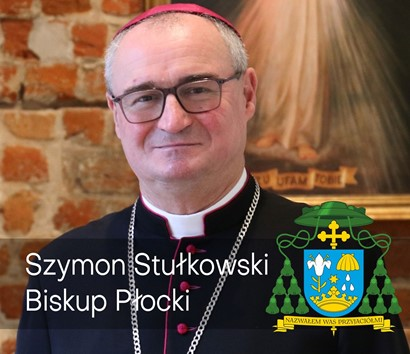 UFAM TOBIE
Szymon Stułkowski
Biskup Płocki
NAZWAŁEM WAS PRZYJACIÓŁMI